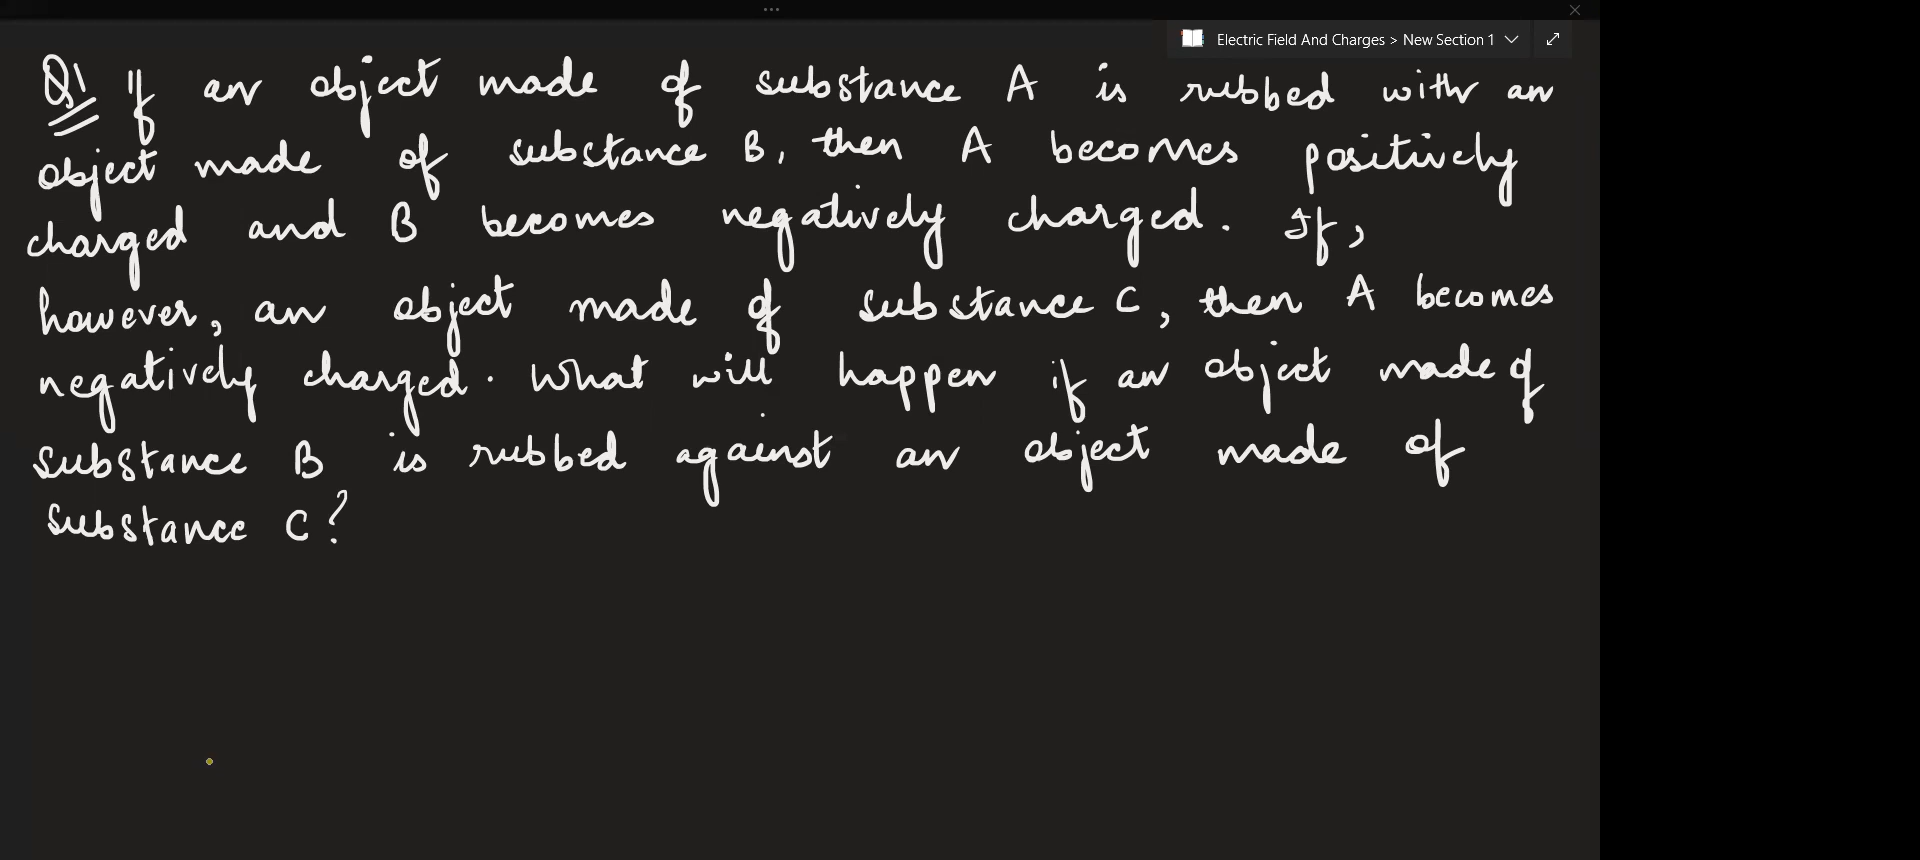 Electric Field And Charges > New Section 1
Q1 If an object made of substance A is rubbed with an
object made of substance B, then A becomes positively
charged and B becomes negatively charged. If,
however, an object made of substance C, then A becomes
negatively charged. What will happen if an object made of
substance B is rubbed against an object made of
substance C?